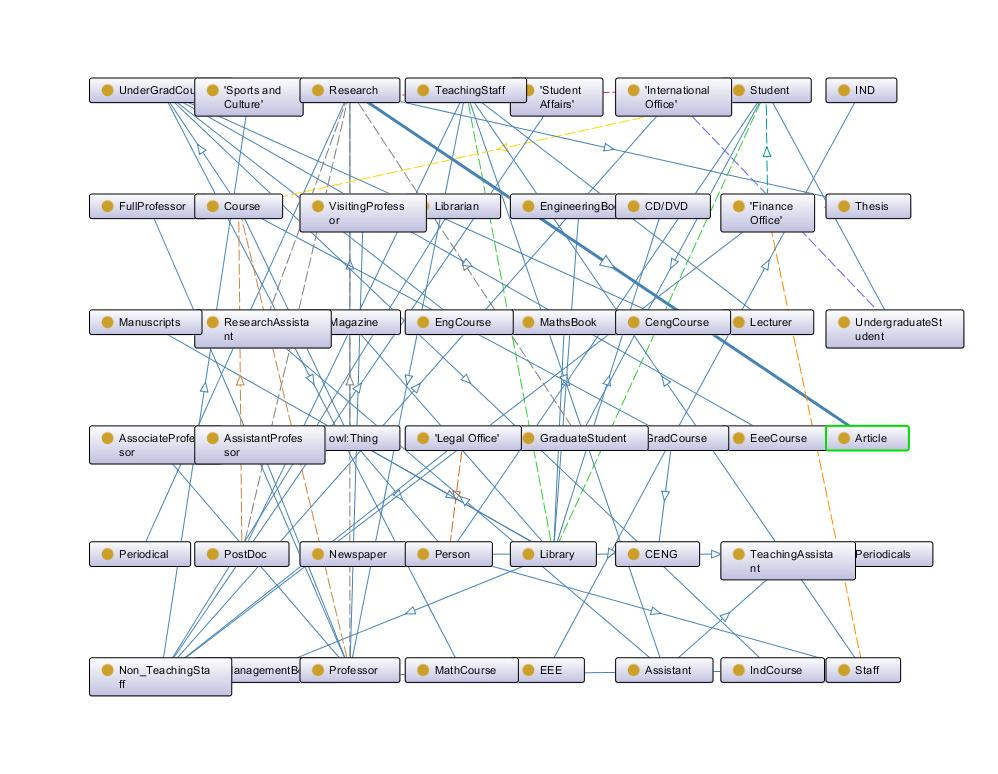 UnderGradCou
'Sports and
Culture'
Research
TeachingStaff
'Student
Affairs'
'International
Office'
Student
IND
FullProfessor
Course
VisitingProfess
or
Librarian
EngineeringBo
CD/DVD
'Finance
Office'
Thesis
Manuscripts
ResearchAssista
nt
Magazine
EngCourse
MathsBook
CengCourse
Lecturer
UndergraduateSt
udent
AssociateProfe
sor
AssistantProfes
sor
owl:Thing
'Legal Office'
GraduateStudent
GradCourse
EeeCourse
Article
Periodical
PostDoc
Newspaper
Person
Library
CENG
TeachingAssista
nt
Periodicals
Non_TeachingSta
ff
anagementB
Professor
MathCourse
EEE
Assistant
IndCourse
Staff